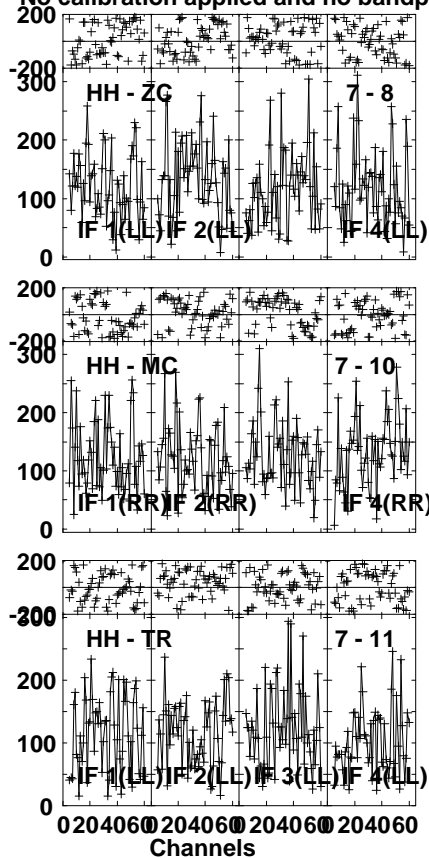 No calibration applied and no bandp
200
-200
300
HH - ZC
7 - 8
200
100
IF 1(LL) IF 2(LL) IF 4(LL)
0
200
-200
300
HH - MC
7 - 10
200
100
IF 1(RR) IF 2(RR) IF 4(RR)
0
200
-200
300
HH - TR
7 - 11
200
100
IF 1(LL) IF 2(LL) IF 3(LL) IF 4(LL)
0
0 20 40 60 80 0 20 40 60 80 0 20 40 60 80 0 20 40 60
Channels